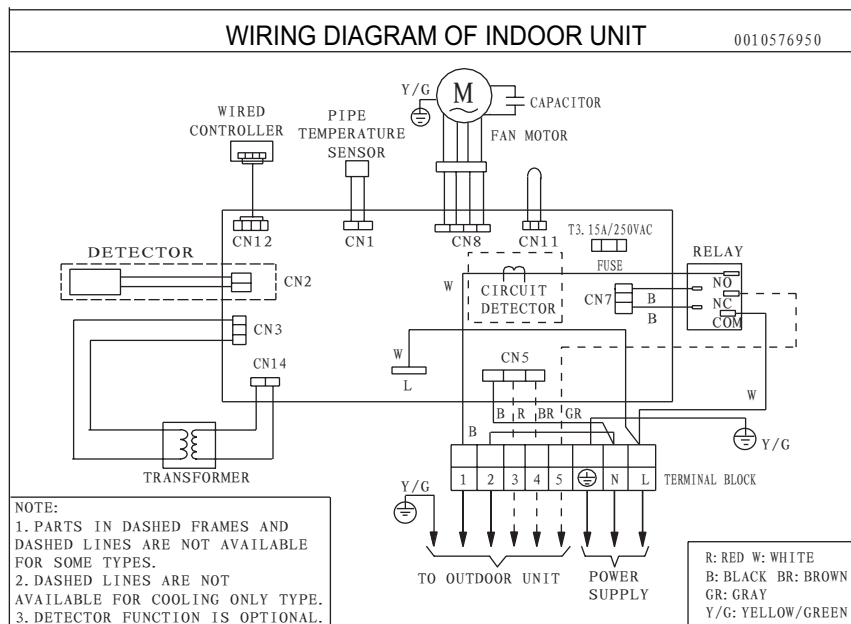 WIRING DIAGRAM OF INDOOR UNIT
0010576950
Y/G
M
CAPACITOR
FAN MOTOR
WIRED
CONTROLLER
PIPE
TEMPERATURE
SENSOR
CN12
CN1
CN8
CN11
T3.15A/250VAC
FUSE
RELAY
NO
NC
COM
DETECTOR
CN2
W
CIRCUIT
DETECTOR
CN7
B
B
CN3
W
L
CN5
CN14
W
B
R
BR
GR
B
Y/G
TRANSFORMER
1
2
3
4
5
N
L
TERMINAL BLOCK
Y/G
TO OUTDOOR UNIT
POWER
SUPPLY
NOTE:
1. PARTS IN DASHED FRAMES AND
DASHED LINES ARE NOT AVAILABLE
FOR SOME TYPES.
2. DASHED LINES ARE NOT
AVAILABLE FOR COOLING ONLY TYPE.
3. DETECTOR FUNCTION IS OPTIONAL.
R: RED W: WHITE
B: BLACK BR: BROWN
GR: GRAY
Y/G: YELLOW/GREEN